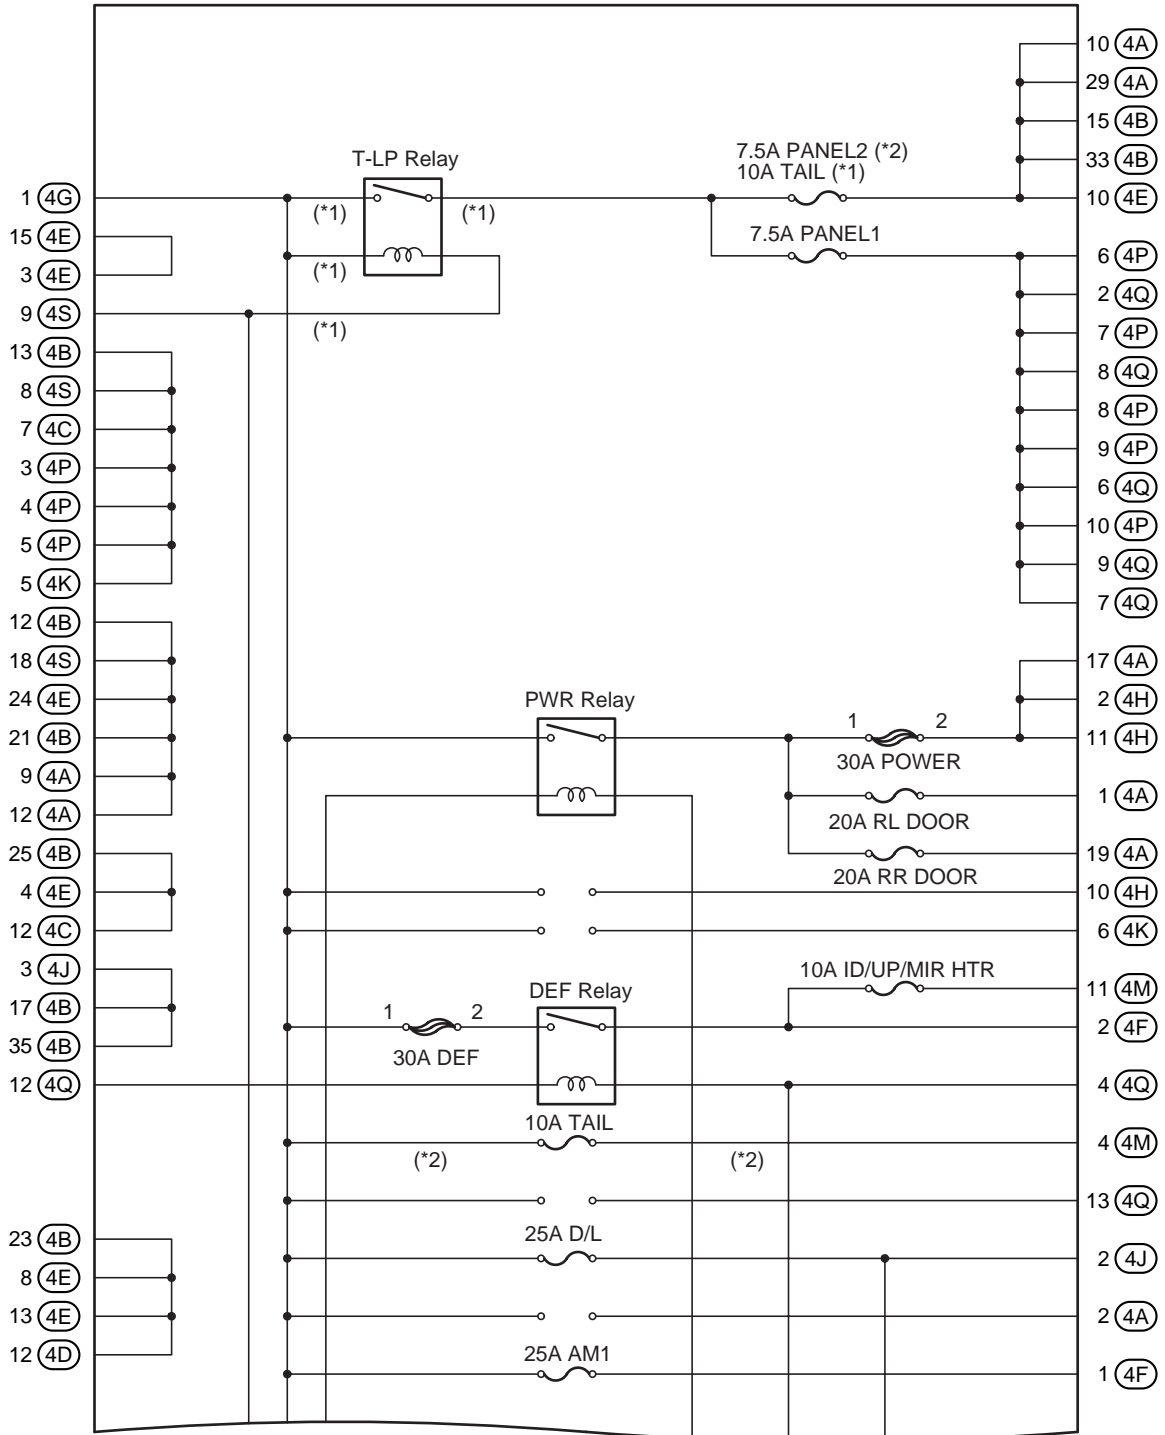 10 4A
29 4A
15 4B
7.5A PANEL2 (*2)
T-LP Relay
33 4B
10A TAIL (*1)
1 4G
(*1)
(*1)
10 4E
15 4E
7.5A PANEL1
6 4P
3 4E
(*1)
2 4Q
9 4S
(*1)
7 4P
13 4B
8 4Q
8 4S
8 4P
7 4C
9 4P
3 4P
6 4Q
4 4P
10 4P
5 4P
9 4Q
5 4K
7 4Q
12 4B
18 4S
17 4A
24 4E
PWR Relay
2 4H
21 4B
1
2
11 4H
30A POWER
9 4A
1 4A
12 4A
20A RL DOOR
25 4B
19 4A
20A RR DOOR
4 4E
10 4H
12 4C
6 4K
3 4J
10A ID/UP/MIR HTR
DEF Relay
11 4M
17 4B
1
2
2 4F
35 4B
30A DEF
12 4Q
4 4Q
10A TAIL
4 4M
(*2)
(*2)
13 4Q
23 4B
25A D/L
2 4J
8 4E
13 4E
2 4A
12 4D
25A AM1
1 4F